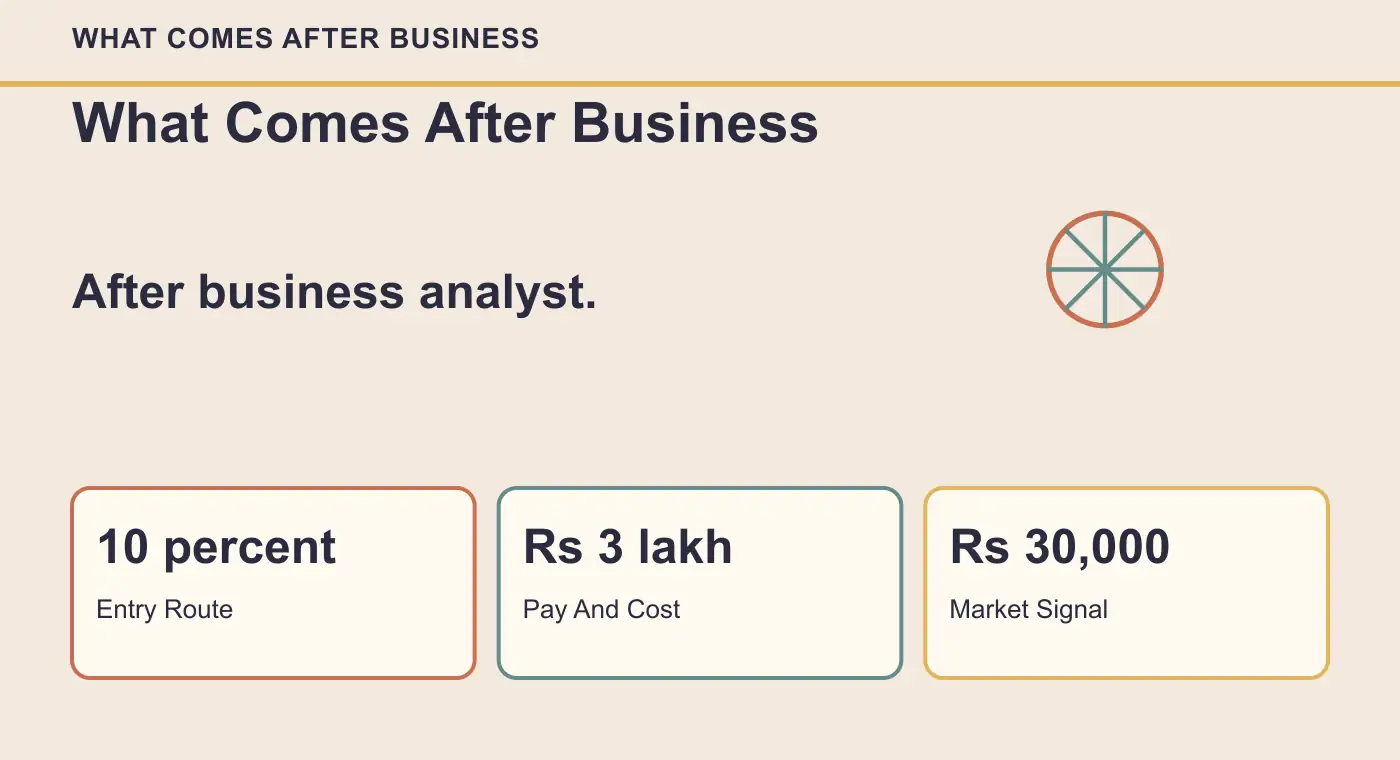 WHAT COMES AFTER BUSINESS
What Comes After Business
After business analyst.
10 percent
Entry Route
Rs 3 lakh
Pay And Cost
Rs 30,000
Market Signal